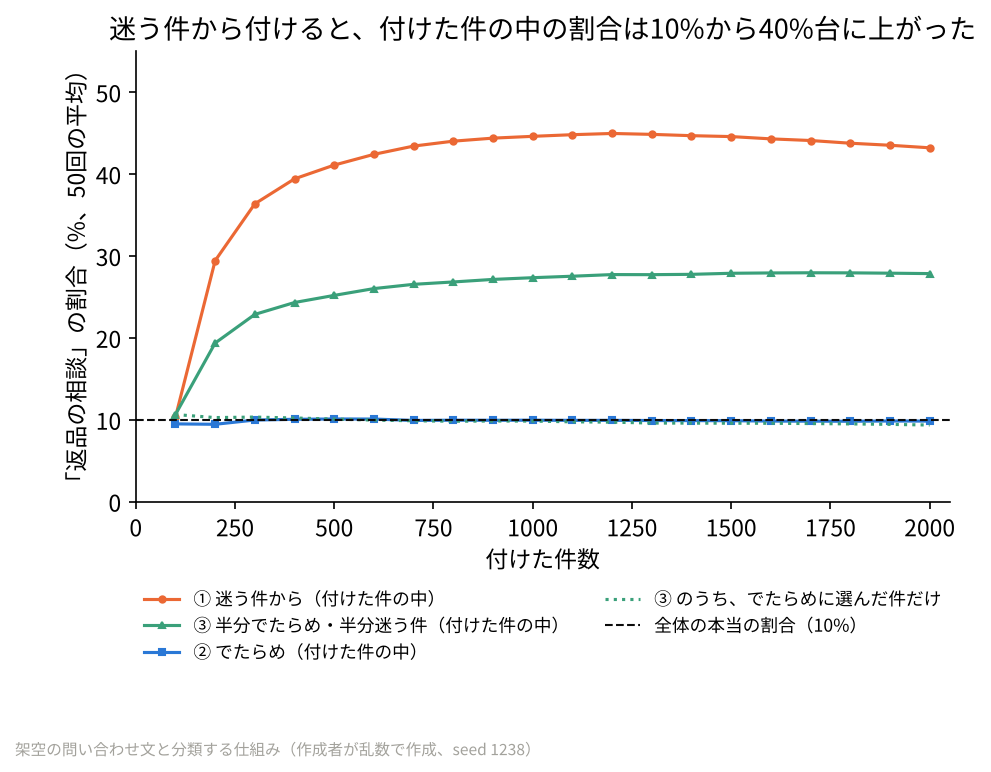 迷う件から付けると、付けた件の中の割合は10%から40%台に上がった
「返品の相談」の割合（%、50回の平均）
50
40
30
20
10
0
0 250 500 750 1000 1250 1500 1750 2000
付けた件数
① 迷う件から（付けた件の中）
③ 半分でたらめ・半分迷う件（付けた件の中）
② でたらめ（付けた件の中）
③ のうち、でたらめに選んだ件だけ
全体の本当の割合（10%）
架空の問い合わせ文と分類する仕組み（作成者が乱数で作成、seed 1238）